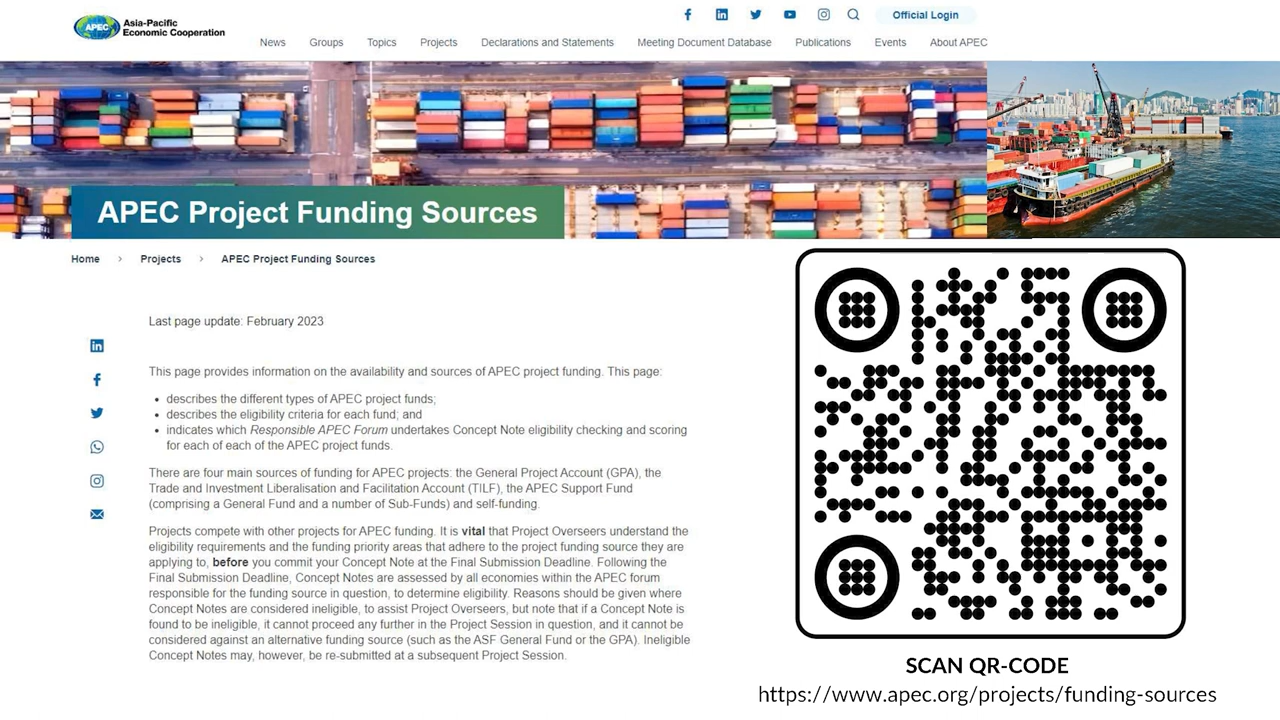 APEC
Asia-Pacific
Economic Cooperation
Official Login
News Groups Topics Projects Declarations and Statements Meeting Document Database Publications Events About APEC
APEC Project Funding Sources
Home > Projects > APEC Project Funding Sources
Last page update: February 2023
This page provides information on the availability and sources of APEC project funding. This page:
• describes the different types of APEC project funds;
• describes the eligibility criteria for each fund; and
• indicates which Responsible APEC Forum undertakes Concept Note eligibility checking and scoring
for each of each of the APEC project funds.
There are four main sources of funding for APEC projects: the General Project Account (GPA), the
Trade and Investment Liberalisation and Facilitation Account (TILF), the APEC Support Fund
(comprising a General Fund and a number of Sub-Funds) and self-funding.
Projects compete with other projects for APEC funding. It is vital that Project Overseers understand the
eligibility requirements and the funding priority areas that adhere to the project funding source they are
applying to, before you commit your Concept Note at the Final Submission Deadline. Following the
Final Submission Deadline, Concept Notes are assessed by all economies within the APEC forum
responsible for the funding source in question, to determine eligibility. Reasons should be given where
Concept Notes are considered ineligible, to assist Project Overseers, but note that if a Concept Note is
found to be ineligible, it cannot proceed any further in the Project Session in question, and it cannot be
considered against an alternative funding source (such as the ASF General Fund or the GPA). Ineligible
Concept Notes may, however, be re-submitted at a subsequent Project Session.
SCAN QR-CODE
https://www.apec.org/projects/funding-sources